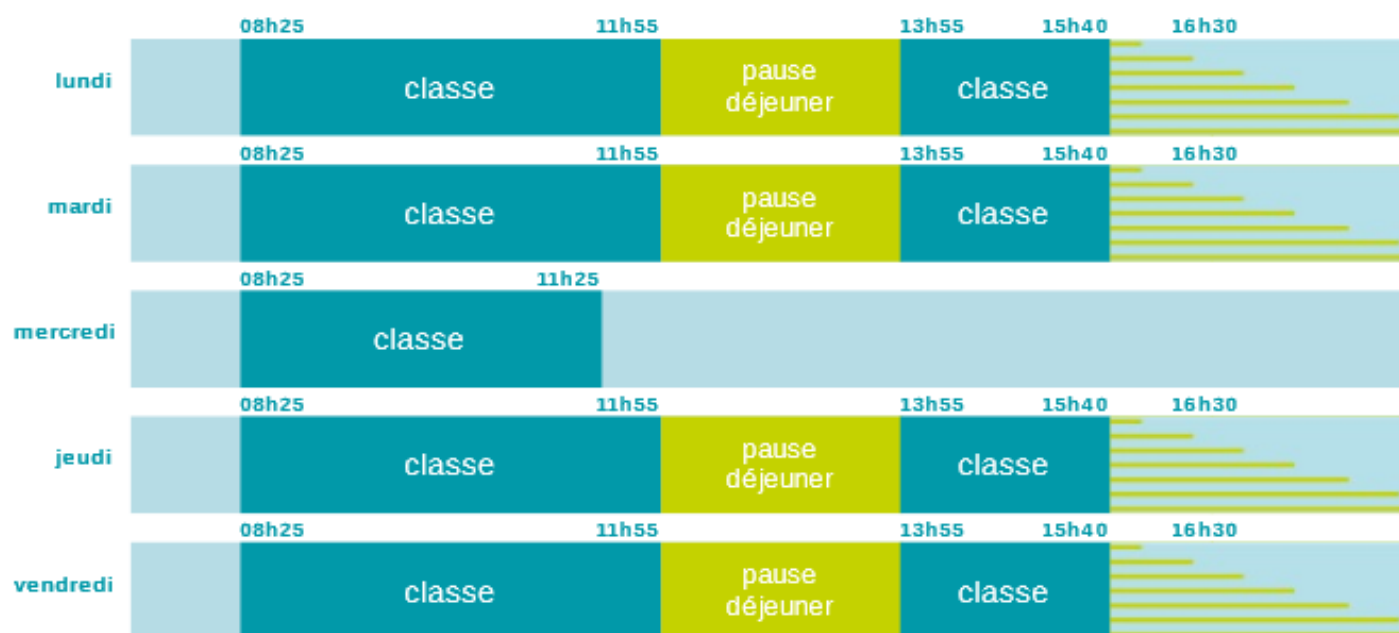 08h25 11h55 13h55 15h40 16h30
lundi classe pause déjeuner classe
08h25 11h55 13h55 15h40 16h30
mardi classe pause déjeuner classe
08h25 11h25
mercredi classe
08h25 11h55 13h55 15h40 16h30
jeudi classe pause déjeuner classe
08h25 11h55 13h55 15h40 16h30
vendredi classe pause déjeuner classe